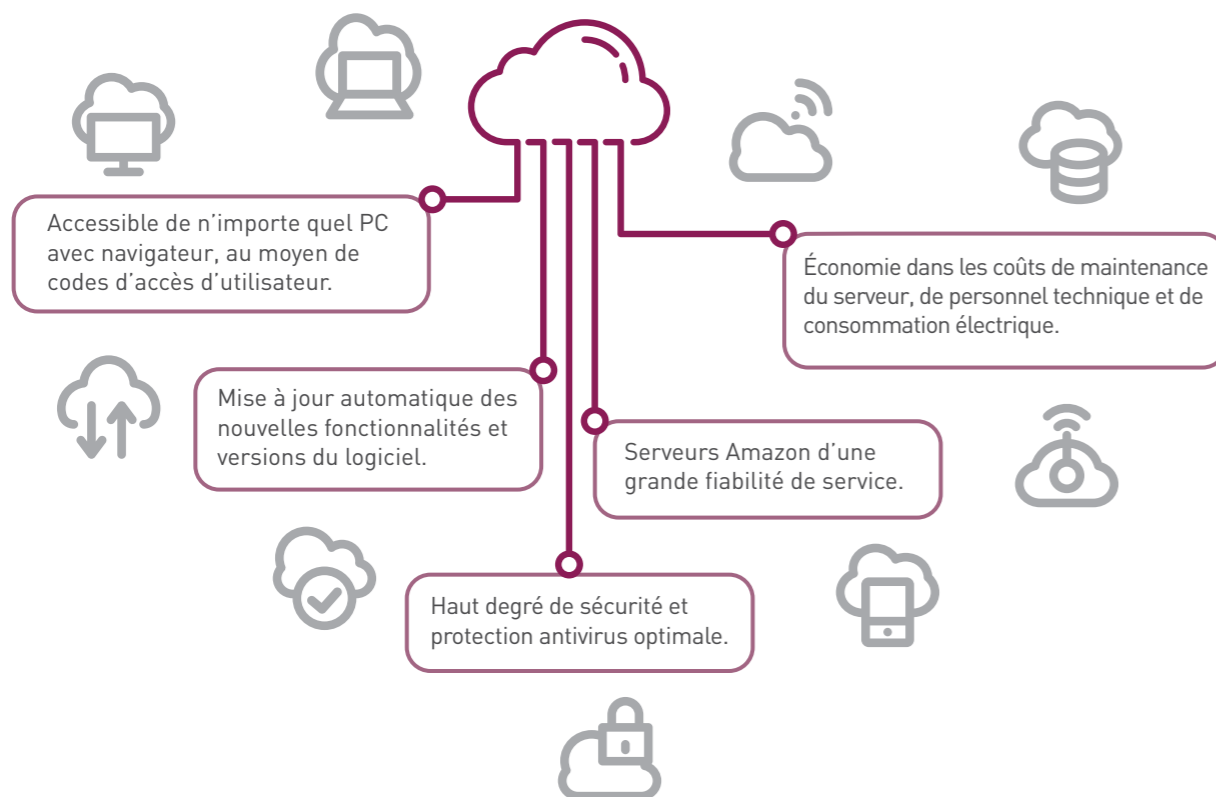 Accessible de n’importe quel PC
avec navigateur, au moyen de
codes d’accès d’utilisateur.
Économie dans les coûts de maintenance
du serveur, de personnel technique et de
consommation électrique.
Mise à jour automatique des
nouvelles fonctionnalités et
versions du logiciel.
Serveurs Amazon d’une
grande fiabilité de service.
Haut degré de sécurité et
protection antivirus optimale.